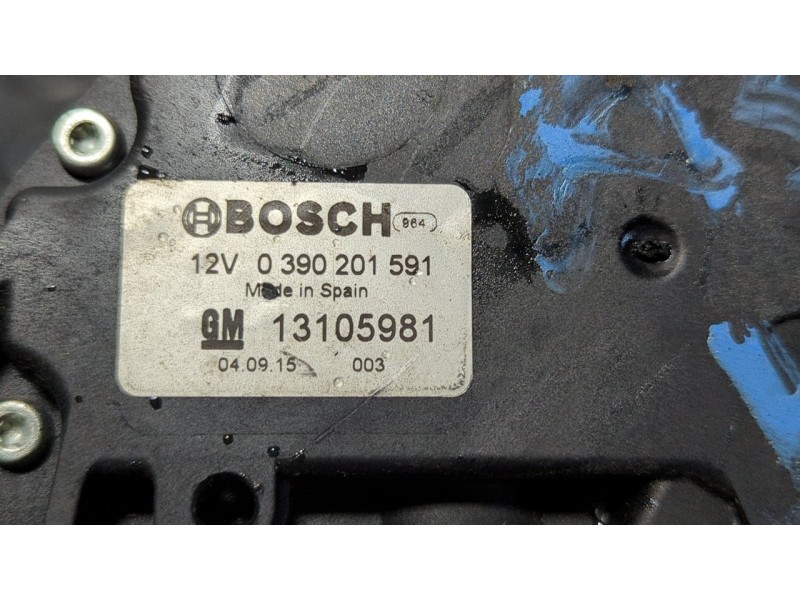 BOSCH 964
12V 0 390 201 591
Made in Spain
GM 13105981
04.09.15 003